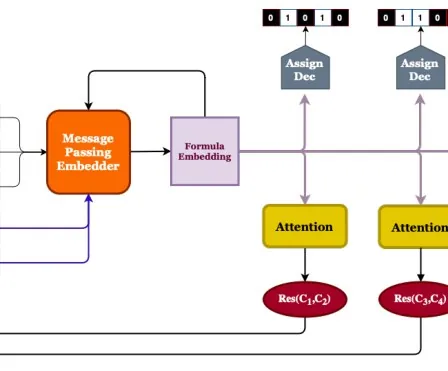 0 1 0 1 0
0 1 1 0
Assign
Dec
Assign
Dec
Message
Passing
Embedder
Formula
Embedding
Attention
Attention
Res(C₁,C₂)
Res(C₃,C₄)